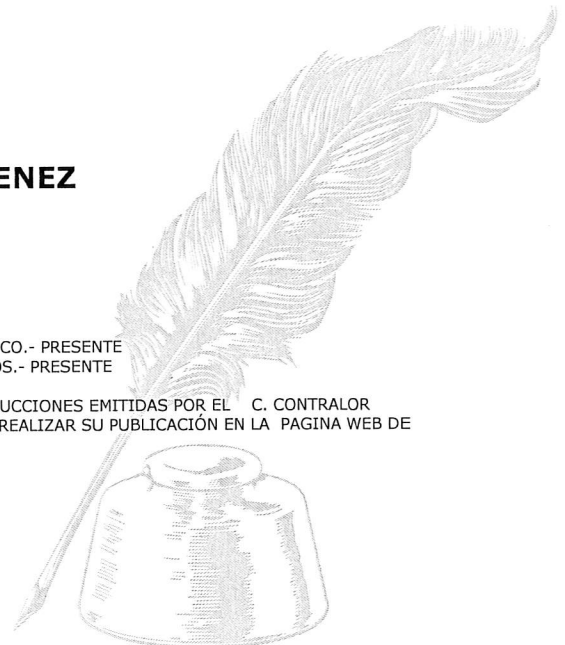 ENEZ
CO.- PRESENTE
OS.- PRESENTE
UCCIONES EMITIDAS POR EL C. CONTRALOR
REALIZAR SU PUBLICACIÓN EN LA PAGINA WEB DE